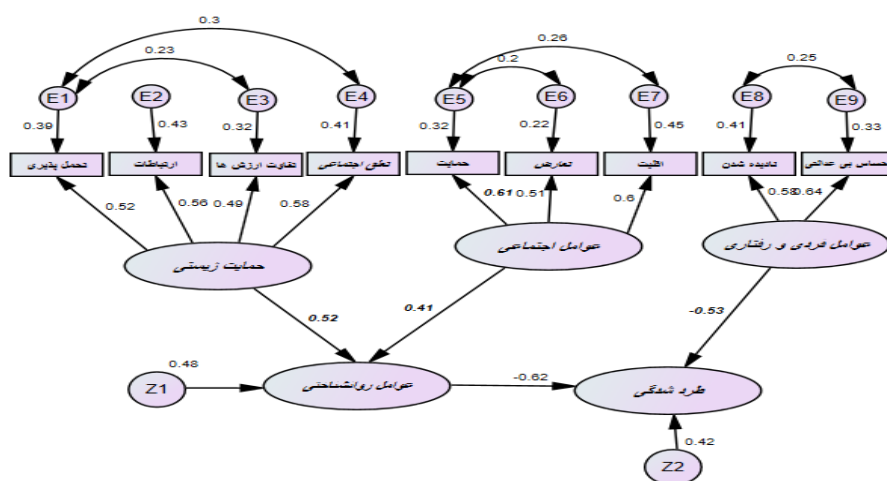 0.3
0.26
0.23
0.2
0.25
E1
E2
E3
E4
E5
E6
E7
E8
E9
0.39
0.43
0.32
0.41
0.32
0.22
0.45
0.41
0.33
تحمل پذیری
ارتباطات
تفاوت ارزش ها
تعلق اجتماعی
حمایت
تعارض
اقلیت
نادیده شدن
حساس بی عدالتی
0.52
0.56
0.49
0.58
0.61
0.51
0.6
0.58
0.64
حمایت زیستی
عوامل اجتماعی
عوامل فردی و رفتاری
0.52
0.41
-0.53
Z1
0.48
عوامل روانشناختی
-0.62
طرد شدگی
0.42
Z2